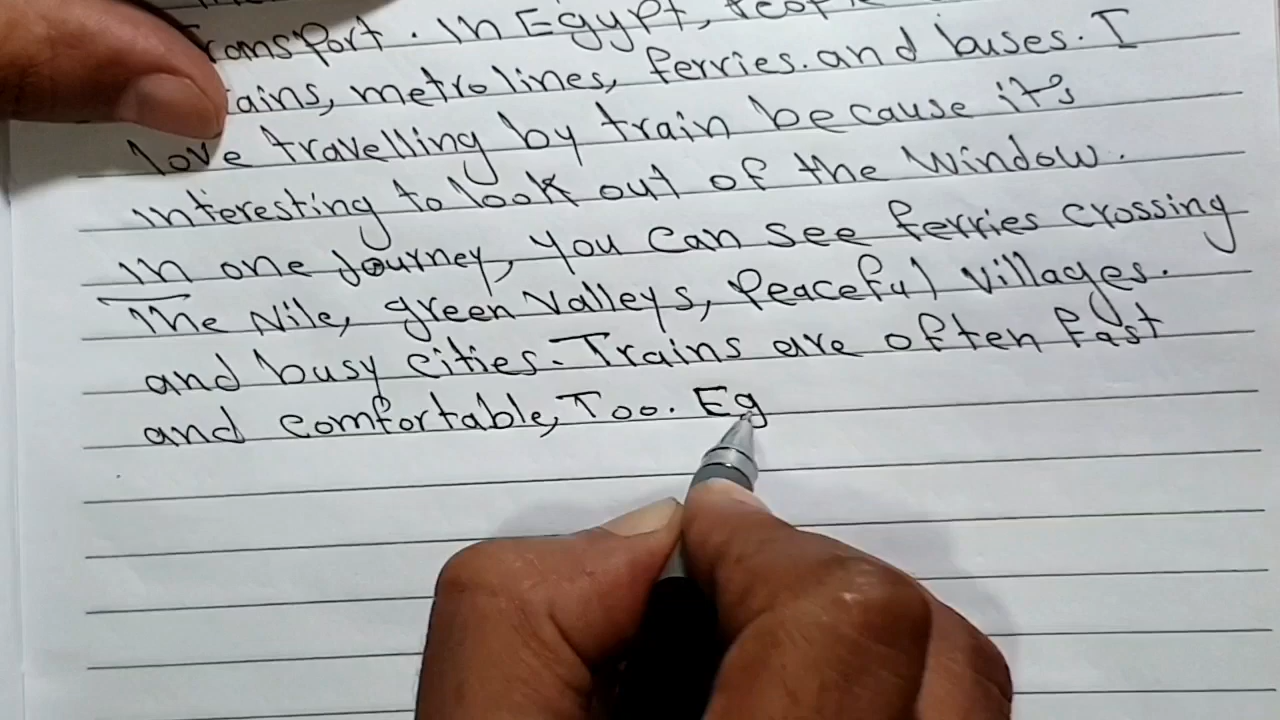 Transport. In Egypt,
ains, metro lines, ferries. and buses. I
love travelling by train because it's
interesting to look out of the window.
in one journey, you can see ferries crossing
The Nile, green valleys, Peaceful villages.
and busy cities. Trains are often fast
and comfortable, Too. Eg